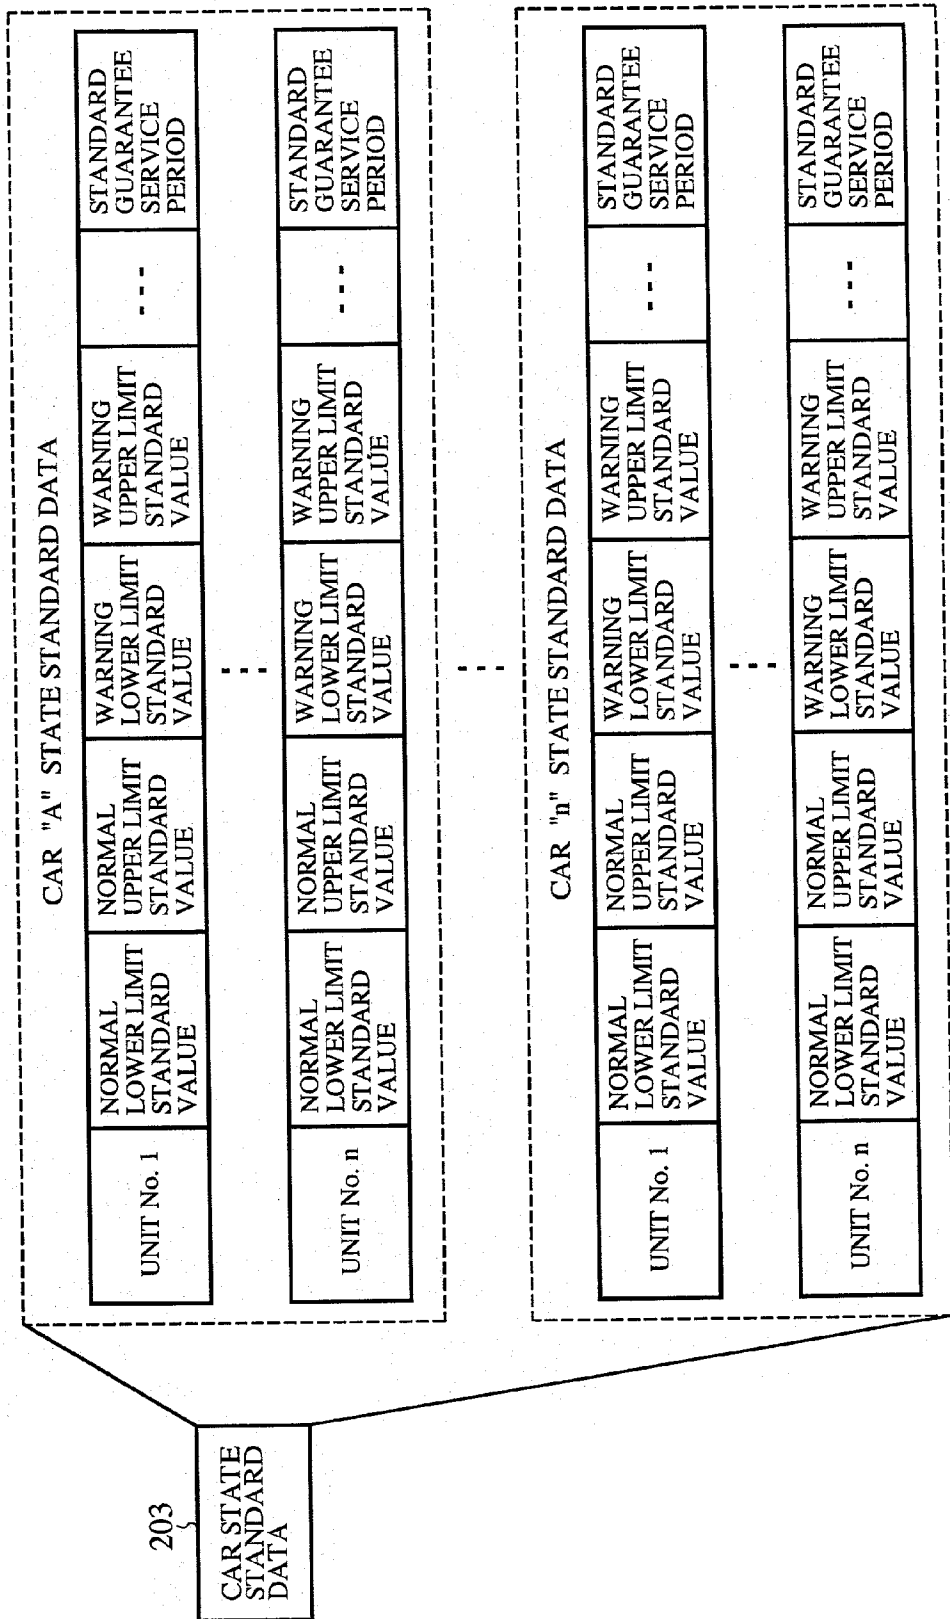 203
CAR STATE
STANDARD
DATA
CAR "A" STATE STANDARD DATA
UNIT No. 1
NORMAL
LOWER LIMIT
STANDARD
VALUE
NORMAL
UPPER LIMIT
STANDARD
VALUE
WARNING
LOWER LIMIT
STANDARD
VALUE
WARNING
UPPER LIMIT
STANDARD
VALUE
---
STANDARD
GUARANTEE
SERVICE
PERIOD
---
UNIT No. n
NORMAL
LOWER LIMIT
STANDARD
VALUE
NORMAL
UPPER LIMIT
STANDARD
VALUE
WARNING
LOWER LIMIT
STANDARD
VALUE
WARNING
UPPER LIMIT
STANDARD
VALUE
---
STANDARD
GUARANTEE
SERVICE
PERIOD
---
CAR "n" STATE STANDARD DATA
UNIT No. 1
NORMAL
LOWER LIMIT
STANDARD
VALUE
NORMAL
UPPER LIMIT
STANDARD
VALUE
WARNING
LOWER LIMIT
STANDARD
VALUE
WARNING
UPPER LIMIT
STANDARD
VALUE
---
STANDARD
GUARANTEE
SERVICE
PERIOD
---
UNIT No. n
NORMAL
LOWER LIMIT
STANDARD
VALUE
NORMAL
UPPER LIMIT
STANDARD
VALUE
WARNING
LOWER LIMIT
STANDARD
VALUE
WARNING
UPPER LIMIT
STANDARD
VALUE
---
STANDARD
GUARANTEE
SERVICE
PERIOD